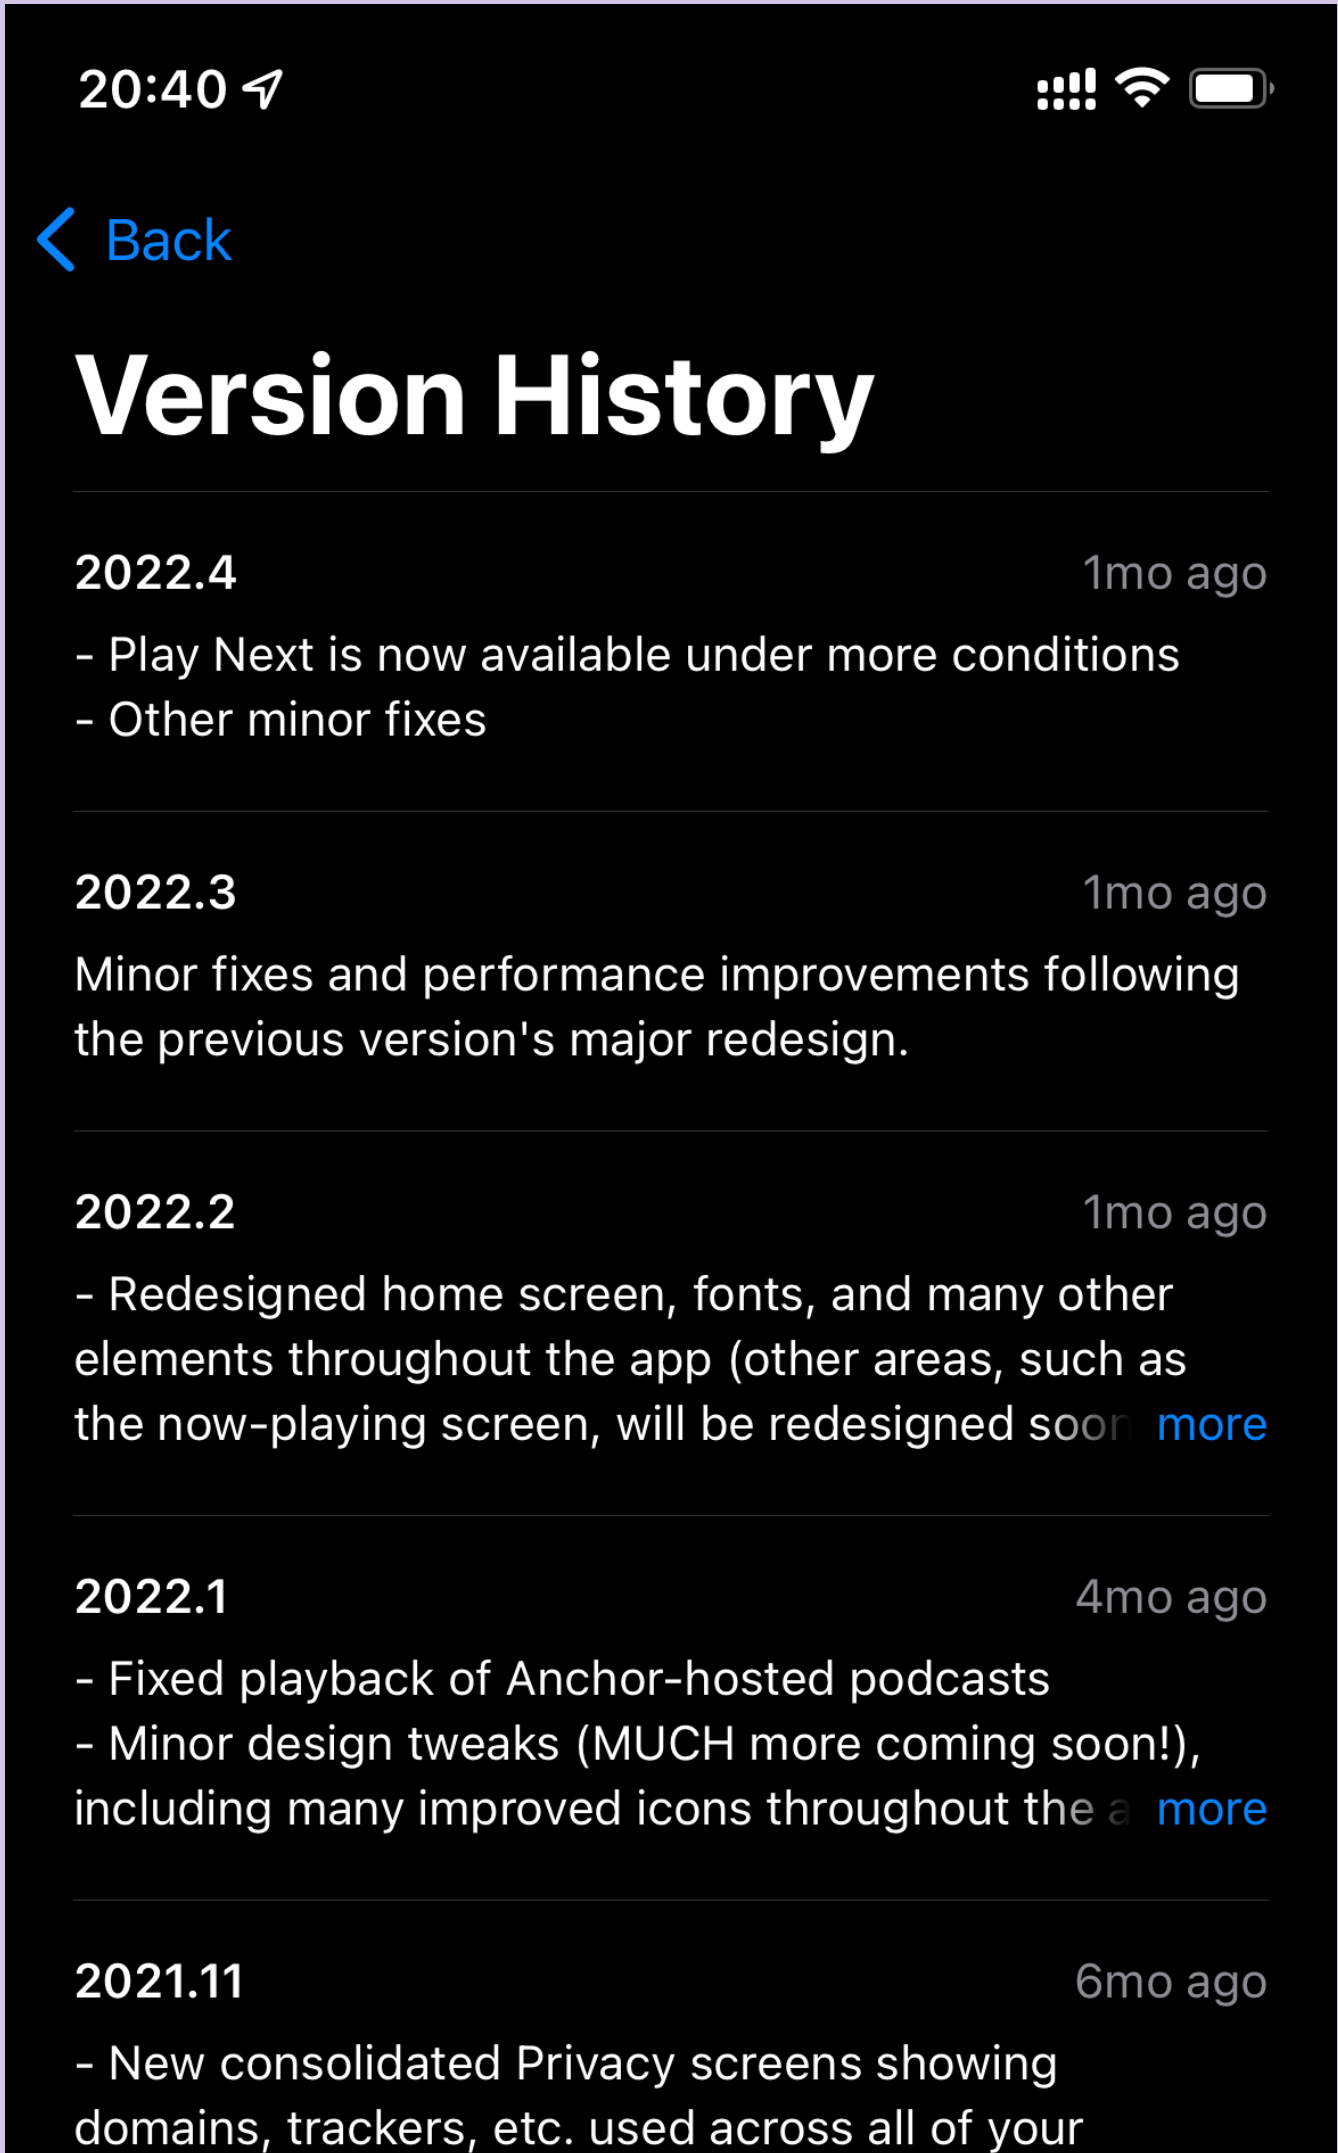 20:40
Back
Version History
2022.4 1mo ago
- Play Next is now available under more conditions
- Other minor fixes
2022.3 1mo ago
Minor fixes and performance improvements following
the previous version's major redesign.
2022.2 1mo ago
- Redesigned home screen, fonts, and many other
elements throughout the app (other areas, such as
the now-playing screen, will be redesigned soon more
2022.1 4mo ago
- Fixed playback of Anchor-hosted podcasts
- Minor design tweaks (MUCH more coming soon!),
including many improved icons throughout the a more
2021.11 6mo ago
- New consolidated Privacy screens showing
domains, trackers, etc. used across all of your